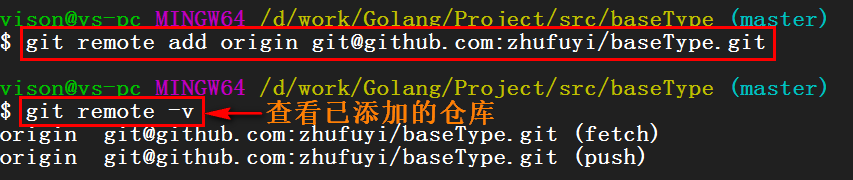 vison@vs-pc MINGW64 /d/work/Golang/Project/src/baseType (master)
$ git remote add origin git@github.com:zhufuyi/baseType.git
vison@vs-pc MINGW64 /d/work/Golang/Project/src/baseType (master)
$ git remote -v 查看已添加的仓库
origin  git@github.com:zhufuyi/baseType.git (fetch)
origin  git@github.com:zhufuyi/baseType.git (push)